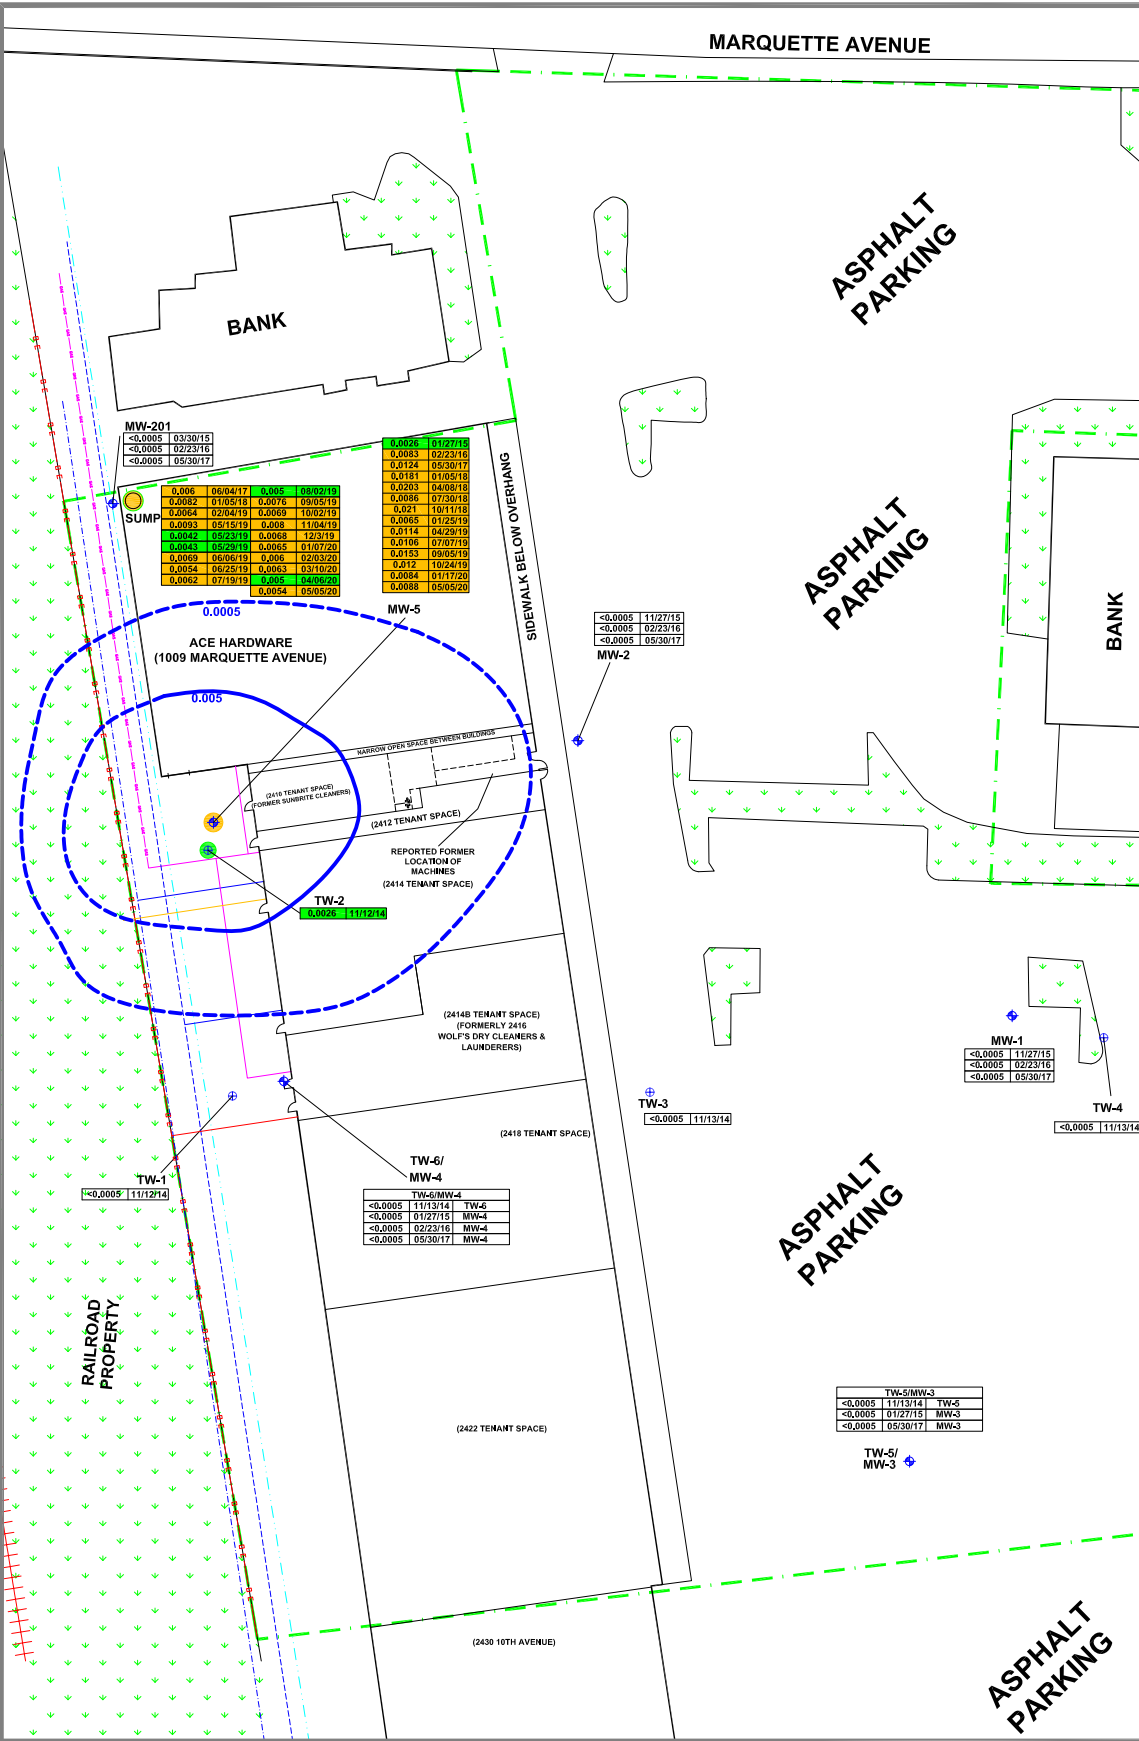 MARQUETTE AVENUE
ASPHALT
PARKING
BANK
MW-201
<0.0005 03/30/15
<0.0005 02/23/16
<0.0005 05/30/17
SUMP
0.006 06/04/17 0.005 08/02/19
0.0082 01/05/18 0.0076 09/05/19
0.0064 02/04/19 0.0069 10/02/19
0.0093 05/15/19 0.008 11/04/19
0.0042 05/23/19 0.0068 12/3/19
0.0043 05/29/19 0.0065 01/07/20
0.0069 06/06/19 0.006 02/03/20
0.0054 06/25/19 0.0063 03/10/20
0.0062 07/19/19 0.005 04/06/20
0.0054 05/05/20
0.0026 01/27/15
0.0083 02/23/16
0.0124 05/30/17
0.0181 01/05/18
0.0203 04/08/18
0.0086 07/30/18
0.021 10/11/18
0.0065 01/25/19
0.0114 04/29/19
0.0106 07/07/19
0.0153 09/05/19
0.012 10/24/19
0.0084 01/17/20
0.0088 05/05/20
MW-5
SIDEWALK BELOW OVERHANG
ASPHALT
PARKING
BANK
0.0005
ACE HARDWARE
(1009 MARQUETTE AVENUE)
0.005
<0.0005 11/27/15
<0.0005 02/23/16
<0.0005 05/30/17
MW-2
NARROW OPEN SPACE BETWEEN BUILDINGS
(2410 TENANT SPACE)
(FORMER SUNBRITE CLEANERS)
(2412 TENANT SPACE)
REPORTED FORMER
LOCATION OF
MACHINES
(2414 TENANT SPACE)
TW-2
0.0026 11/12/14
(2414B TENANT SPACE)
(FORMERLY 2416
WOLF'S DRY CLEANERS &
LAUNDERERS)
MW-1
<0.0005 11/27/15
<0.0005 02/23/16
<0.0005 05/30/17
TW-3
<0.0005 11/13/14
TW-4
<0.0005 11/13/14
(2418 TENANT SPACE)
TW-1
<0.0005 11/12/14
TW-6/
MW-4
TW-6/MW-4
<0.0005 11/13/14 TW-6
<0.0005 01/27/15 MW-4
<0.0005 02/23/16 MW-4
<0.0005 05/30/17 MW-4
ASPHALT
PARKING
RAILROAD
PROPERTY
TW-5/MW-3
<0.0005 11/13/14 TW-5
<0.0005 01/27/15 MW-3
<0.0005 05/30/17 MW-3
TW-5/
MW-3
(2422 TENANT SPACE)
(2430 10TH AVENUE)
ASPHALT
PARKING